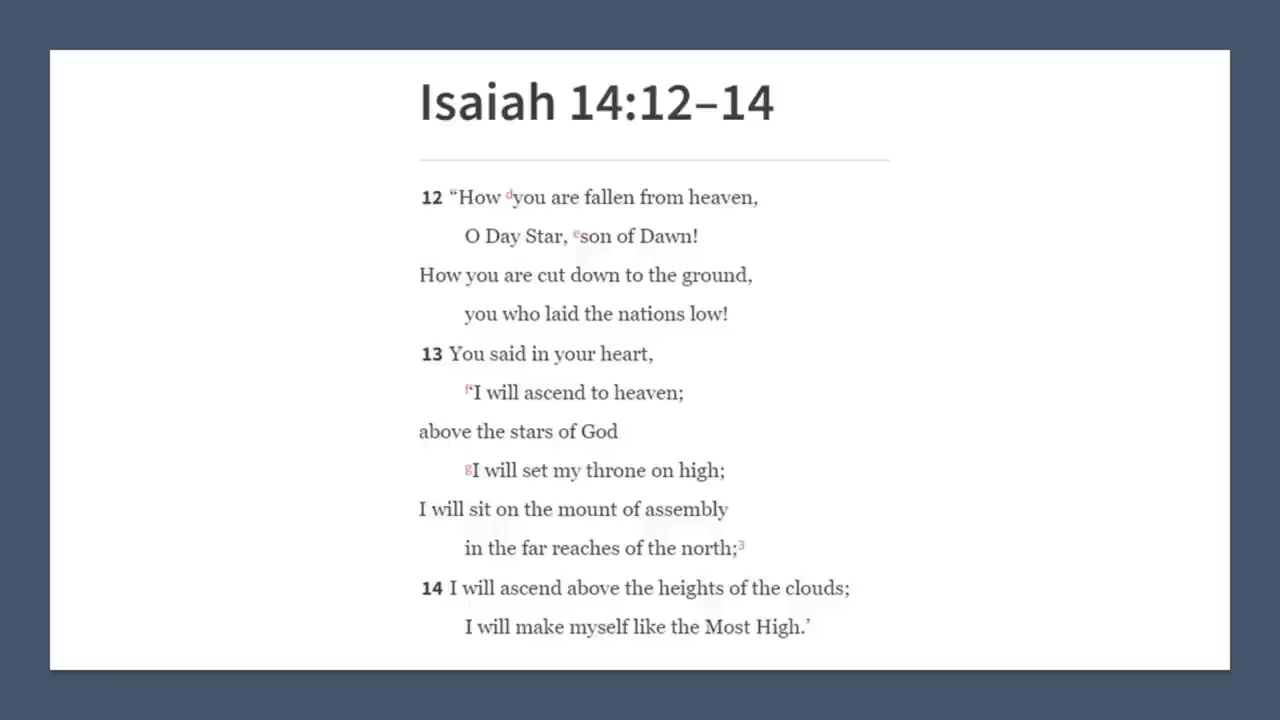 Isaiah 14:12–14
12 “How dyou are fallen from heaven,
O Day Star, eson of Dawn!
How you are cut down to the ground,
you who laid the nations low!
13 You said in your heart,
f‘I will ascend to heaven;
above the stars of God
gI will set my throne on high;
I will sit on the mount of assembly
in the far reaches of the north;3
14 I will ascend above the heights of the clouds;
I will make myself like the Most High.’